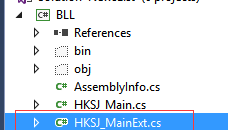 BLL
References
bin
obj
AssemblyInfo.cs
HKSJ_Main.cs
HKSJ_MainExt.cs